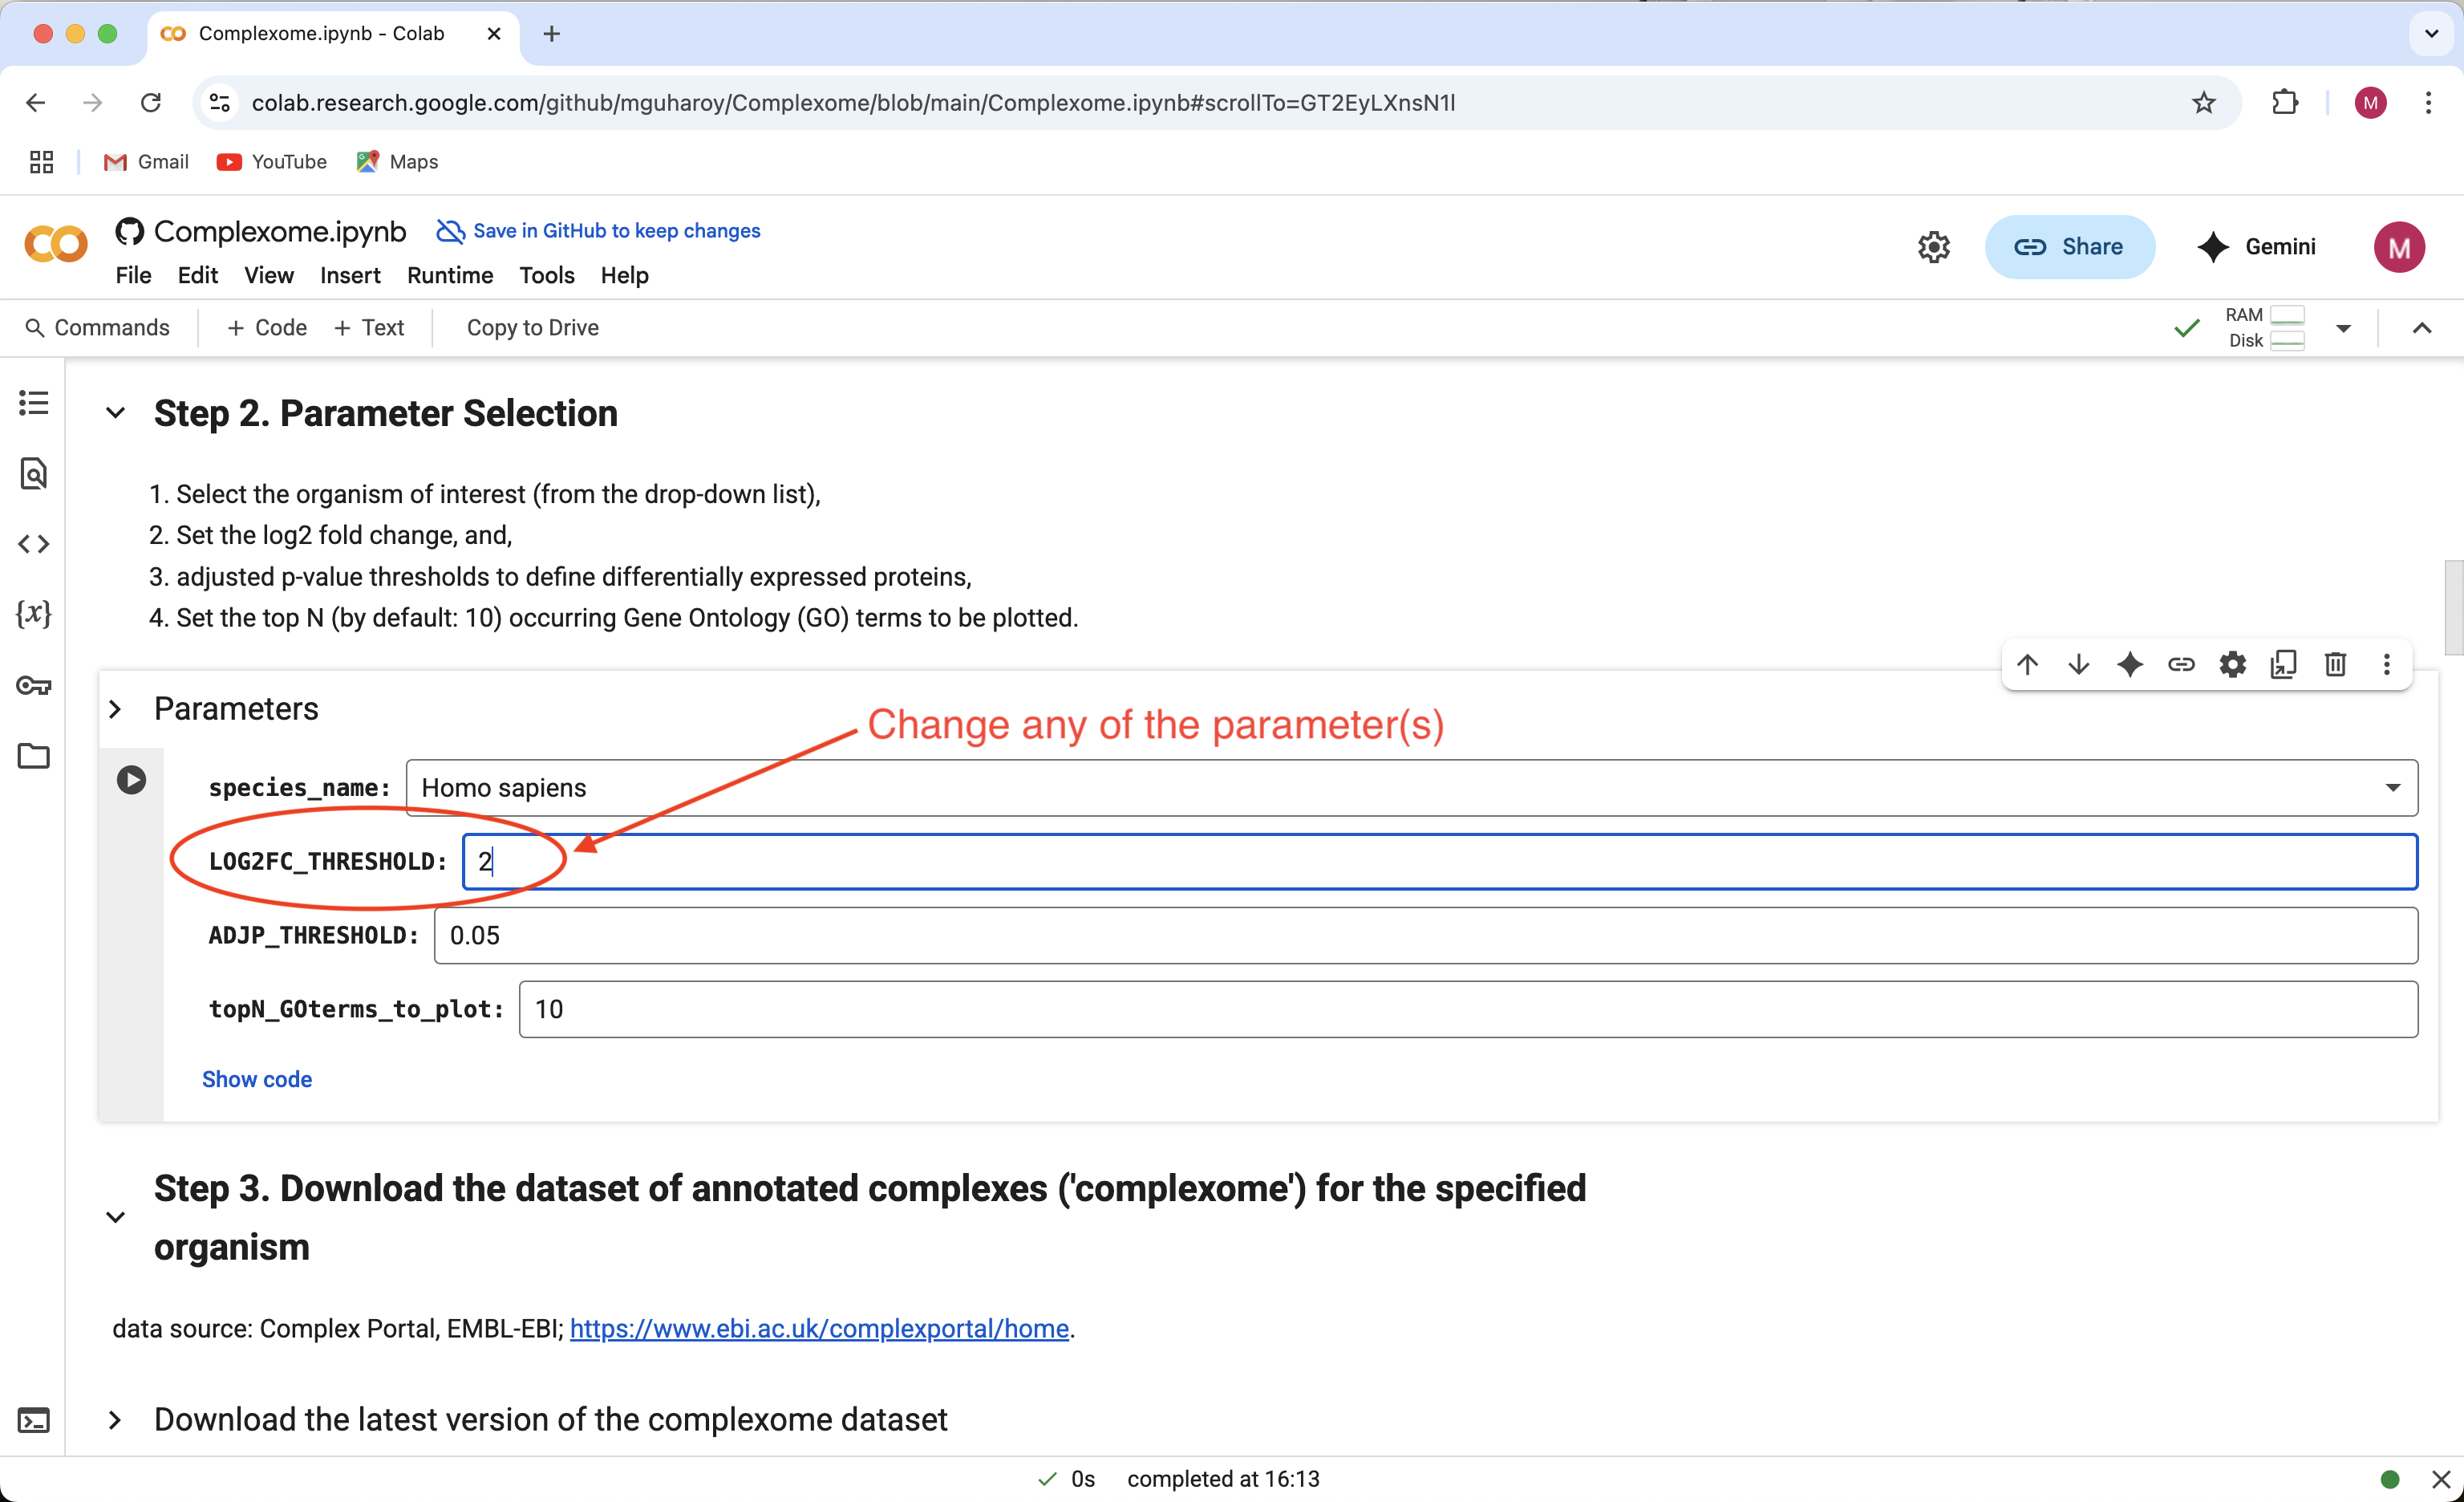 Complexome.ipynb - Colab
colab.research.google.com/github/mguharoy/Complexome/blob/main/Complexome.ipynb#scrollTo=GT2EyLXnsN1l
M
Gmail
YouTube
Maps
Complexome.ipynb
Save in GitHub to keep changes
File Edit View Insert Runtime Tools Help
Share
Gemini
M
Commands
+ Code + Text
Copy to Drive
RAM
Disk
Step 2. Parameter Selection
1. Select the organism of interest (from the drop-down list),
2. Set the log2 fold change, and,
3. adjusted p-value thresholds to define differentially expressed proteins,
4. Set the top N (by default: 10) occurring Gene Ontology (GO) terms to be plotted.
{x}
Parameters
Change any of the parameter(s)
species_name: Homo sapiens
LOG2FC_THRESHOLD: 2
ADJP_THRESHOLD: 0.05
topN_GOterms_to_plot: 10
Show code
Step 3. Download the dataset of annotated complexes ('complexome') for the specified
organism
data source: Complex Portal, EMBL-EBI; https://www.ebi.ac.uk/complexportal/home.
Download the latest version of the complexome dataset
0s completed at 16:13